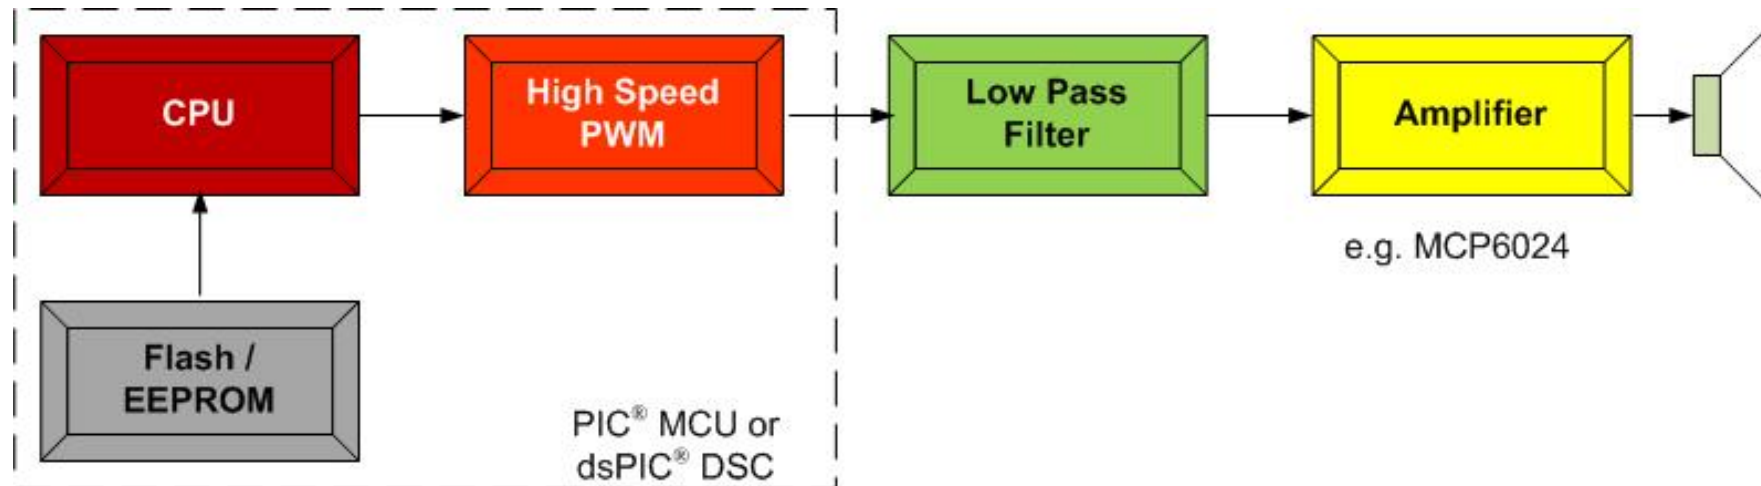 CPU
High Speed
PWM
Low Pass
Filter
Amplifier
e.g. MCP6024
Flash /
EEPROM
PIC® MCU or
dsPIC® DSC